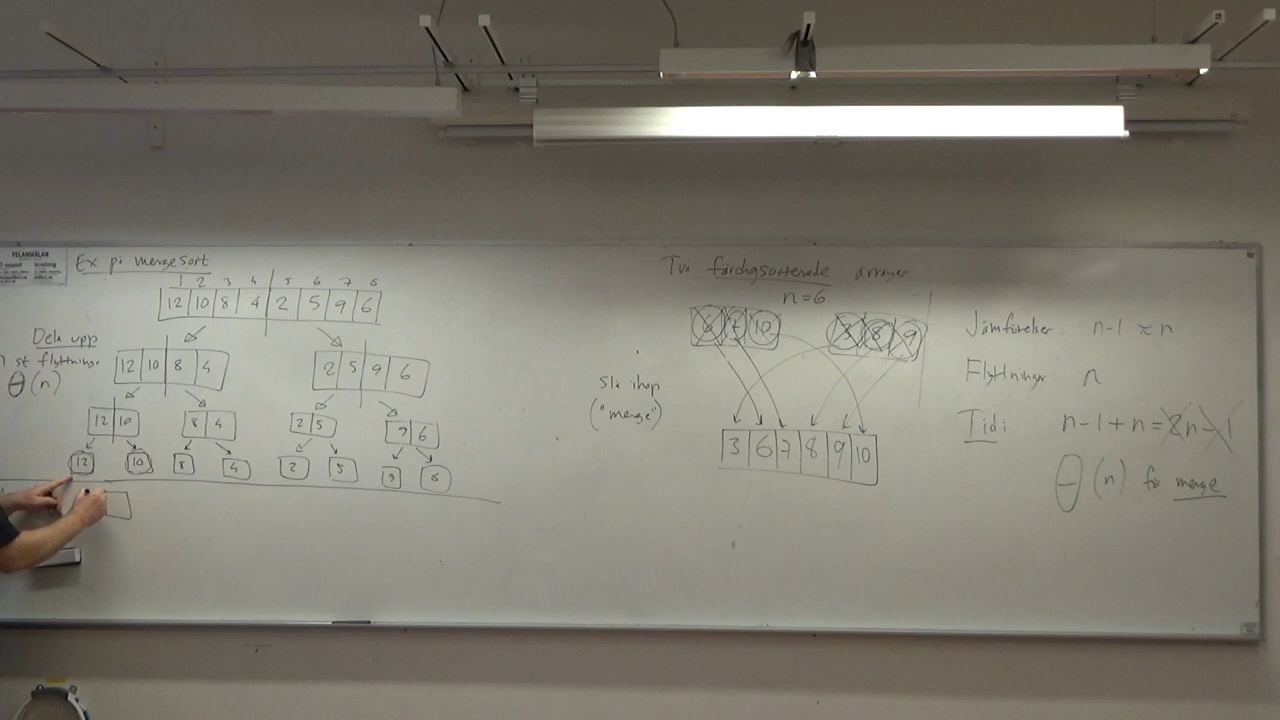 FELANMÄLAN
Ex på mergesort
1 2 3 4 5 6 7 8
12 10 8 4 2 5 9 6
Dela upp
n st flyttningar
Θ(n)
12 10 8 4
2 5 9 6
12 10
8 4
2 5
9 6
12 10 8 4 2 5 9 6
Två färdigsorterade arrayer
n=6
6 7 10
3 8 9
Slå ihop
("merge")
3 6 7 8 9 10
Jämförelser: n-1 ≈ n
Flyttningar n
Tid: n-1+n=2n-1
Θ(n) för merge